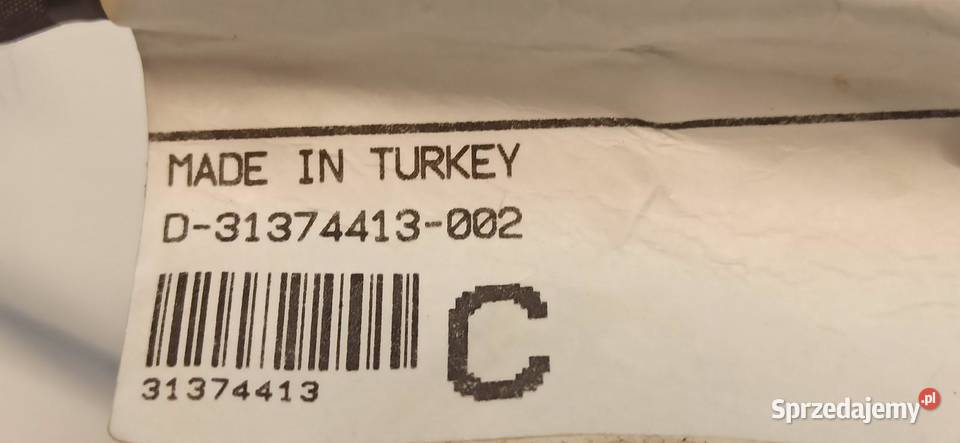 MADE IN TURKEY
D-31374413-002
C
31374413
Sprzedajemy.pl